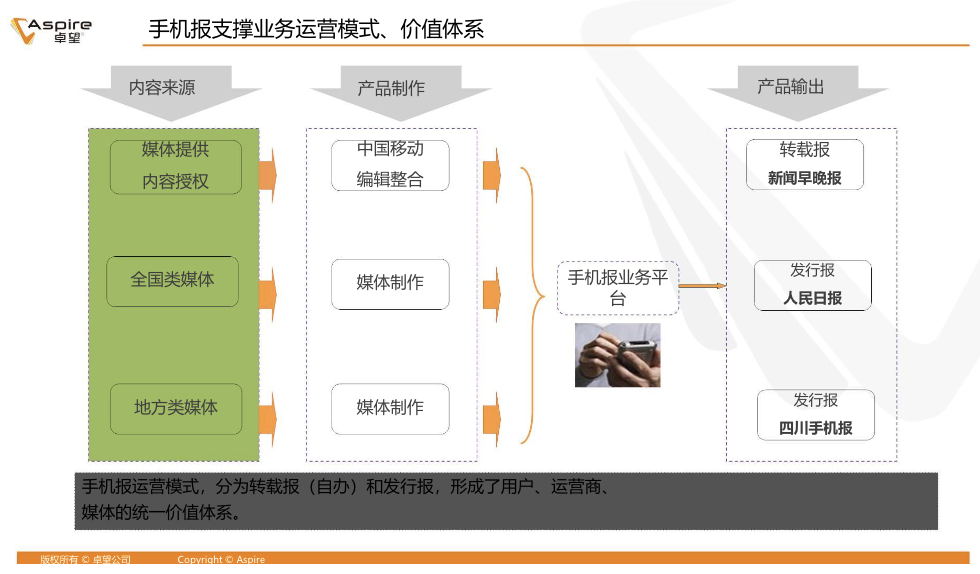 Aspire
卓望
手机报支撑业务运营模式、价值体系
内容来源
产品制作
产品输出
媒体提供
内容授权
中国移动
编辑整合
转载报
新闻早晚报
全国类媒体
媒体制作
手机报业务平
台
发行报
人民日报
地方类媒体
媒体制作
发行报
四川手机报
手机报运营模式，分为转载报（自办）和发行报，形成了用户、运营商、
媒体的统一价值体系。
版权所有 © 卓望公司 Copyright © Aspire